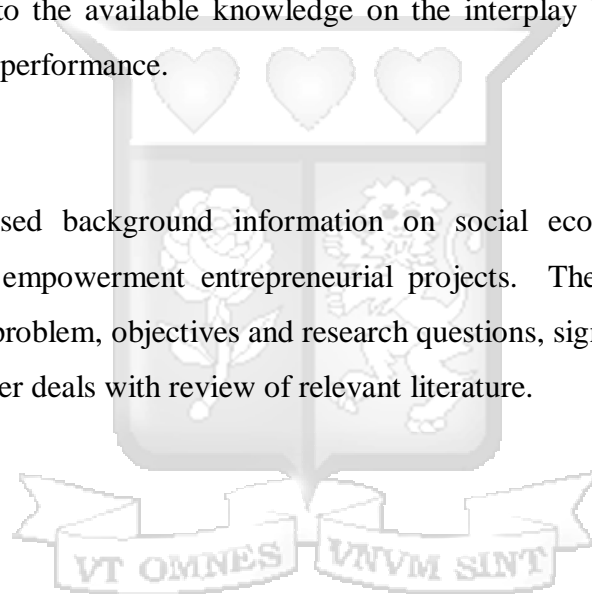 to the available knowledge on the interplay
performance.
sed background information on social eco
empowerment entrepreneurial projects. The
problem, objectives and research questions, sig
er deals with review of relevant literature.
VT OMNES VNVM SINT